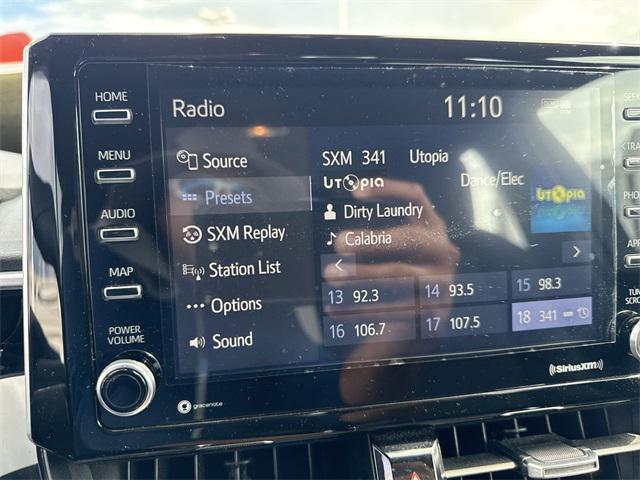 HOME
MENU
AUDIO
MAP
POWER
VOLUME
Radio
11:10
Source
Presets
SXM Replay
Station List
Options
Sound
SXM 341 Utopia
UTOPIA
Dance/Elec
Dirty Laundry
Calabria
UTOPIA
13 92.3
14 93.5
15 98.3
16 106.7
17 107.5
18 341
gracenote
SiriusXM
SEEK
TUNE